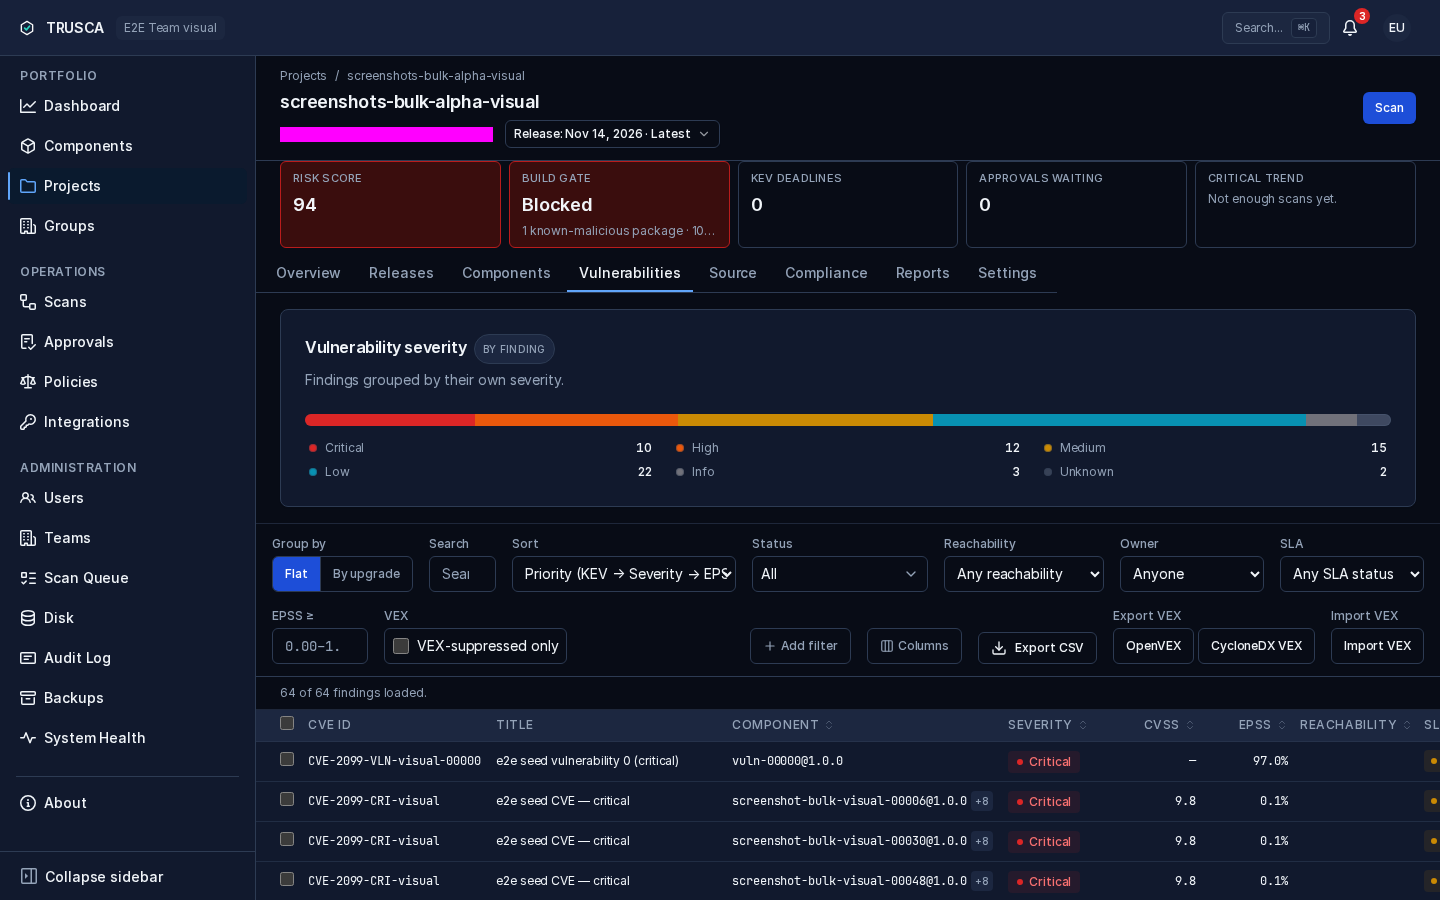 TRUSCA
E2E Team visual
Search...
⌘K
3
EU
PORTFOLIO
Dashboard
Components
Projects
Groups
OPERATIONS
Scans
Approvals
Policies
Integrations
ADMINISTRATION
Users
Teams
Scan Queue
Disk
Audit Log
Backups
System Health
About
Collapse sidebar
Projects / screenshots-bulk-alpha-visual
screenshots-bulk-alpha-visual
Release: Nov 14, 2026 · Latest
Scan
RISK SCORE
94
BUILD GATE
Blocked
1 known-malicious package · 10…
KEV DEADLINES
0
APPROVALS WAITING
0
CRITICAL TREND
Not enough scans yet.
Overview Releases Components Vulnerabilities Source Compliance Reports Settings
Vulnerability severity BY FINDING
Findings grouped by their own severity.
Critical 10 High 12 Medium 15
Low 22 Info 3 Unknown 2
Group by Search Sort Status Reachability Owner SLA
Flat By upgrade Sear Priority (KEV → Severity → EPS All Any reachability Anyone Any SLA status
EPSS ≥ VEX Export VEX Import VEX
0.00–1. VEX-suppressed only Add filter Columns Export CSV OpenVEX CycloneDX VEX Import VEX
64 of 64 findings loaded.
CVE ID TITLE COMPONENT SEVERITY CVSS EPSS REACHABILITY SL
CVE-2099-VLN-visual-00000 e2e seed vulnerability 0 (critical) vuln-00000@1.0.0 Critical — 97.0%
CVE-2099-CRI-visual e2e seed CVE — critical screenshot-bulk-visual-00006@1.0.0 +8 Critical 9.8 0.1%
CVE-2099-CRI-visual e2e seed CVE — critical screenshot-bulk-visual-00030@1.0.0 +8 Critical 9.8 0.1%
CVE-2099-CRI-visual e2e seed CVE — critical screenshot-bulk-visual-00048@1.0.0 +8 Critical 9.8 0.1%